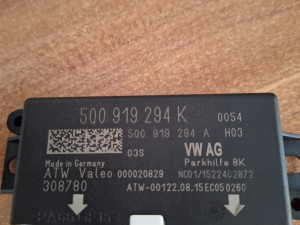 5Q0 919 294 K 0054
5Q0 919 294 A H03
03S VW AG
Made in Germany Parkhilfe 8K
ATW Valeo 000020829 NC01/1522462872
308780 ATW-00122.08.15EC050260